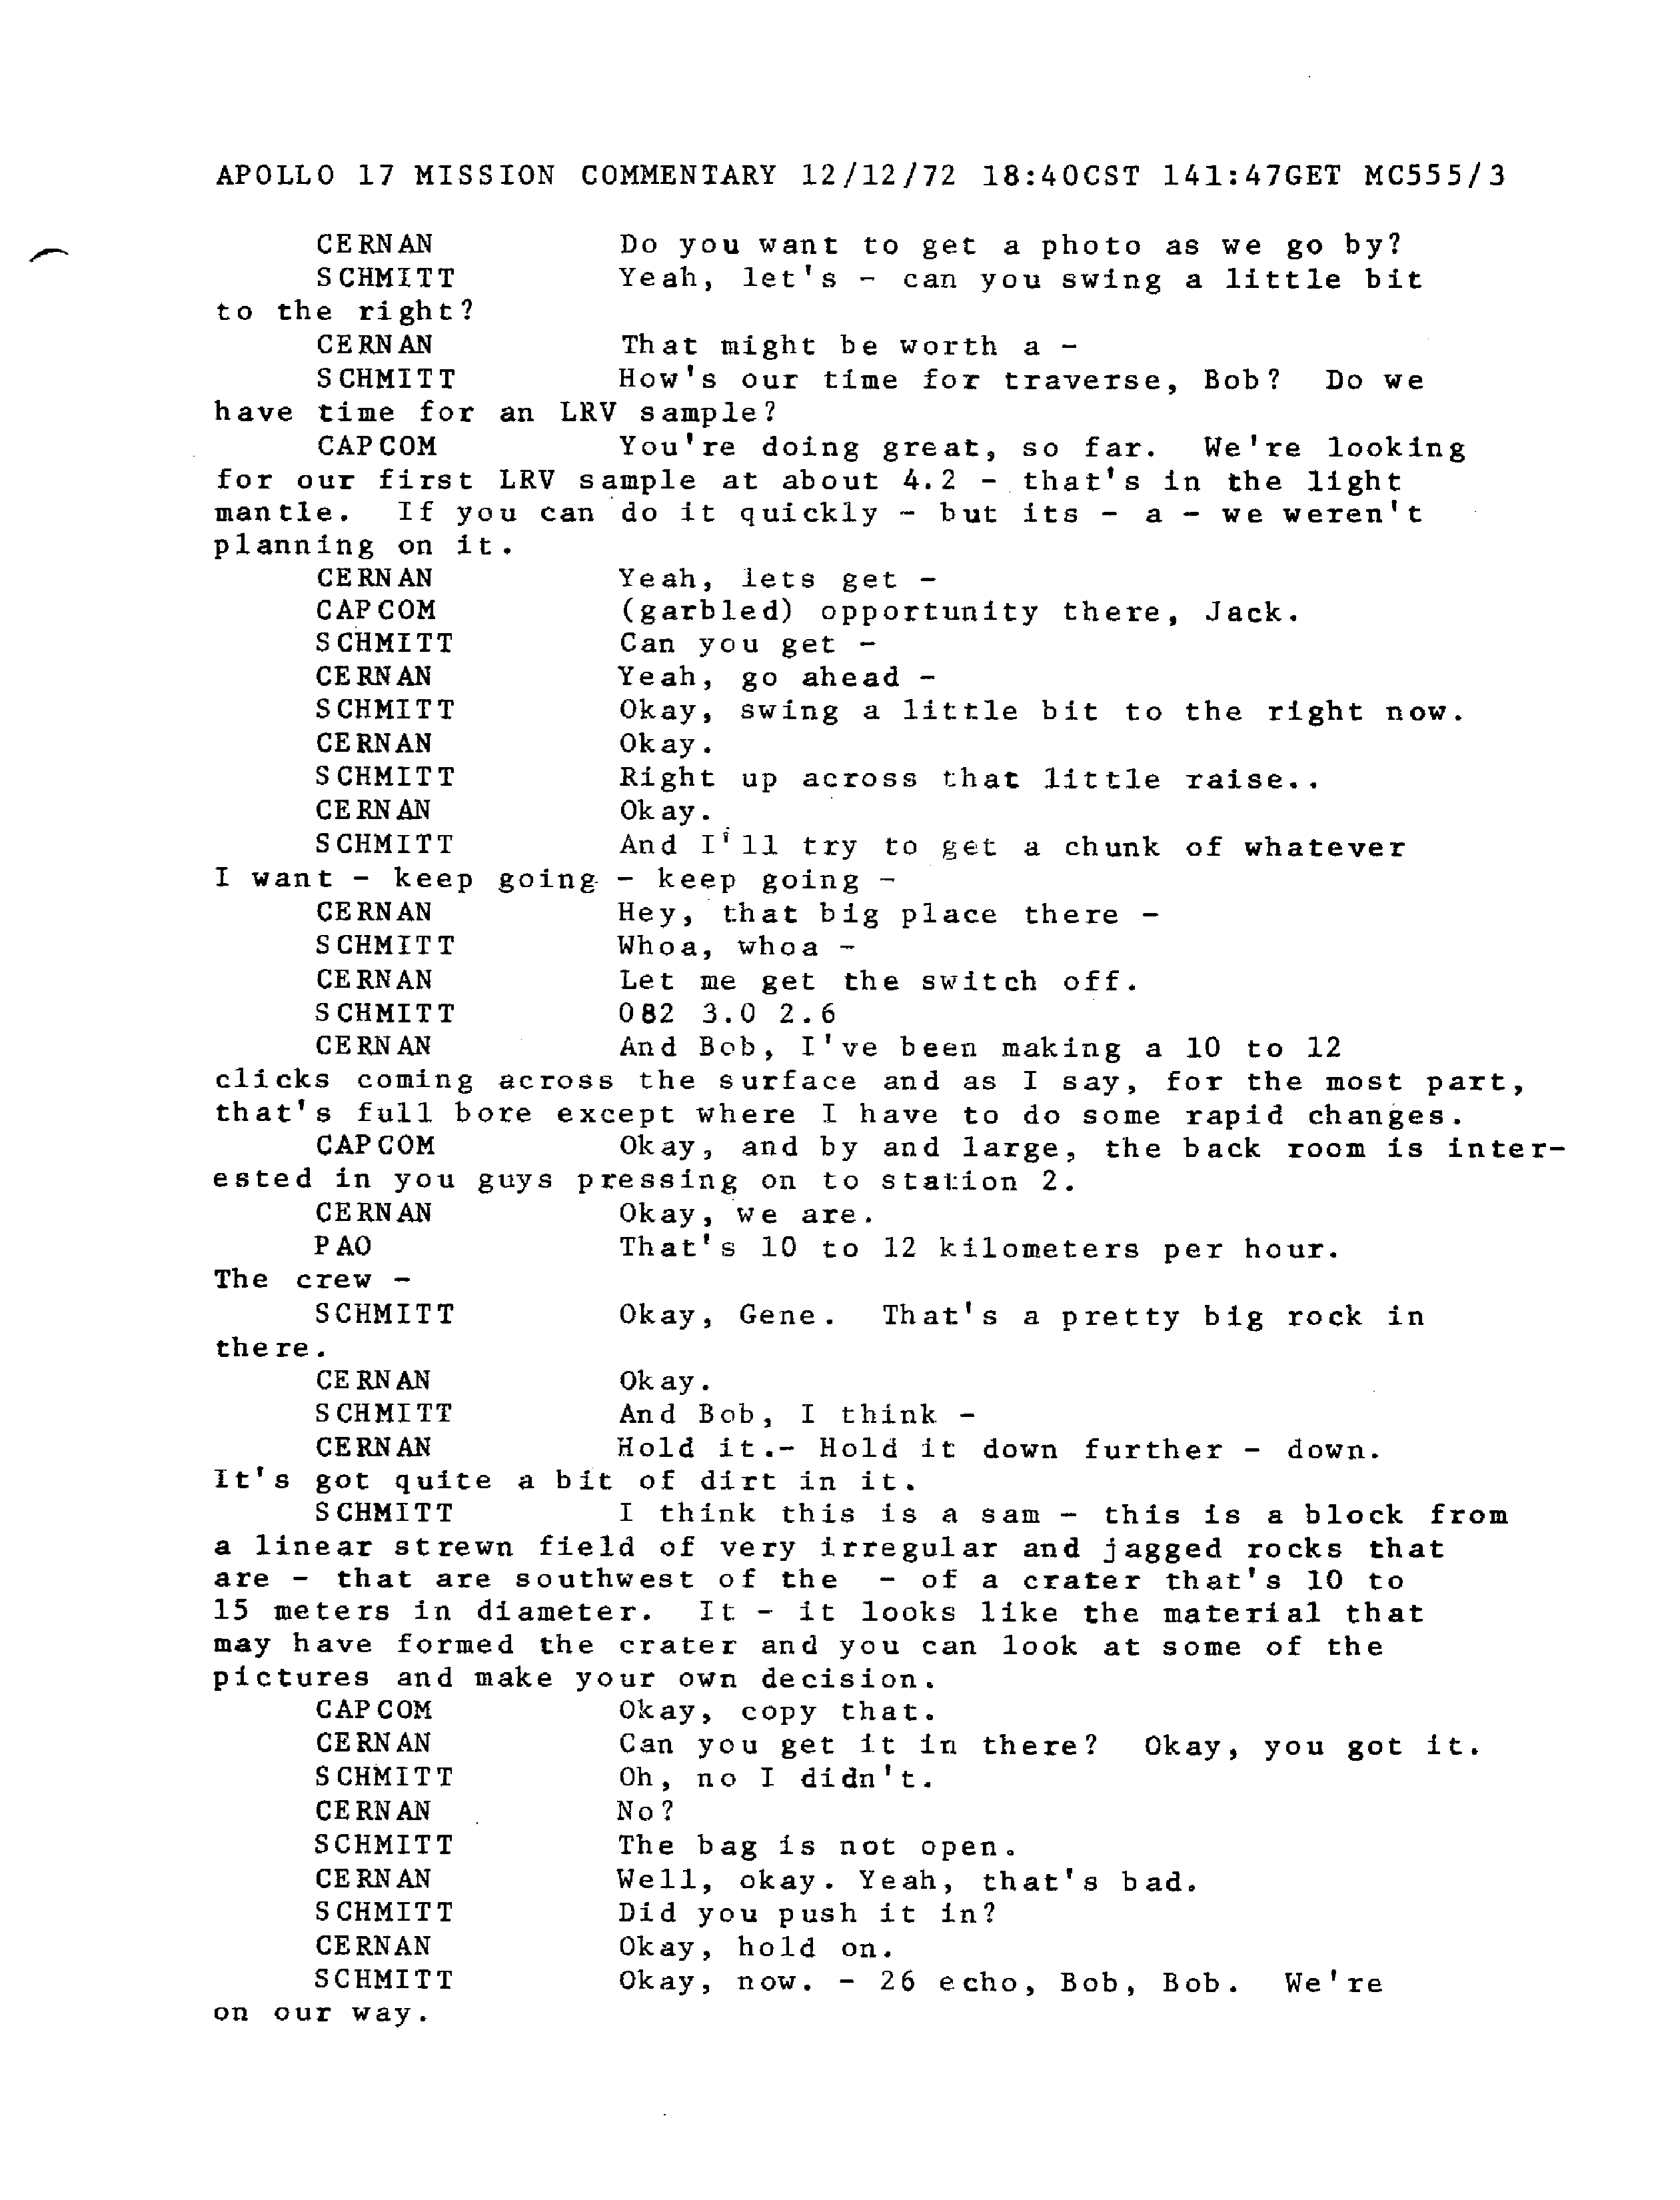 APOLLO 17 MISSION COMMENTARY 12/12/72 18:40CST 141:47GET MC555/3
CERNAN Do you want to get a photo as we go by?
SCHMITT Yeah, let's - can you swing a little bit
to the right?
CERNAN That might be worth a -
SCHMITT How's our time for traverse, Bob? Do we
have time for an LRV sample?
CAPCOM You're doing great, so far. We're looking
for our first LRV sample at about 4.2 - that's in the light
mantle. If you can do it quickly - but its - a - we weren't
planning on it.
CERNAN Yeah, lets get -
CAPCOM (garbled) opportunity there, Jack.
SCHMITT Can you get -
CERNAN Yeah, go ahead -
SCHMITT Okay, swing a little bit to the right now.
CERNAN Okay.
SCHMITT Right up across that little raise..
CERNAN Okay.
SCHMITT And I'll try to get a chunk of whatever
I want - keep going - keep going -
CERNAN Hey, that big place there -
SCHMITT Whoa, whoa -
CERNAN Let me get the switch off.
SCHMITT 082 3.0 2.6
CERNAN And Bob, I've been making a 10 to 12
clicks coming across the surface and as I say, for the most part,
that's full bore except where I have to do some rapid changes.
CAPCOM Okay, and by and large, the back room is inter-
ested in you guys pressing on to station 2.
CERNAN Okay, we are.
PAO That's 10 to 12 kilometers per hour.
The crew -
SCHMITT Okay, Gene. That's a pretty big rock in
there.
CERNAN Okay.
SCHMITT And Bob, I think -
CERNAN Hold it.- Hold it down further - down.
It's got quite a bit of dirt in it.
SCHMITT I think this is a sam - this is a block from
a linear strewn field of very irregular and jagged rocks that
are - that are southwest of the - of a crater that's 10 to
15 meters in diameter. It - it looks like the material that
may have formed the crater and you can look at some of the
pictures and make your own decision.
CAPCOM Okay, copy that.
CERNAN Can you get it in there? Okay, you got it.
SCHMITT Oh, no I didn't.
CERNAN No?
SCHMITT The bag is not open.
CERNAN Well, okay. Yeah, that's bad.
SCHMITT Did you push it in?
CERNAN Okay, hold on.
SCHMITT Okay, now. - 26 echo, Bob, Bob. We're
on our way.